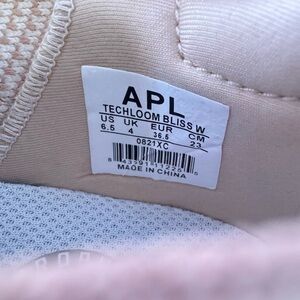 APL
TECHLOOM BLISS W
US UK EUR CM
6.5 4 36.5 23
0821XC
MADE IN CHINA